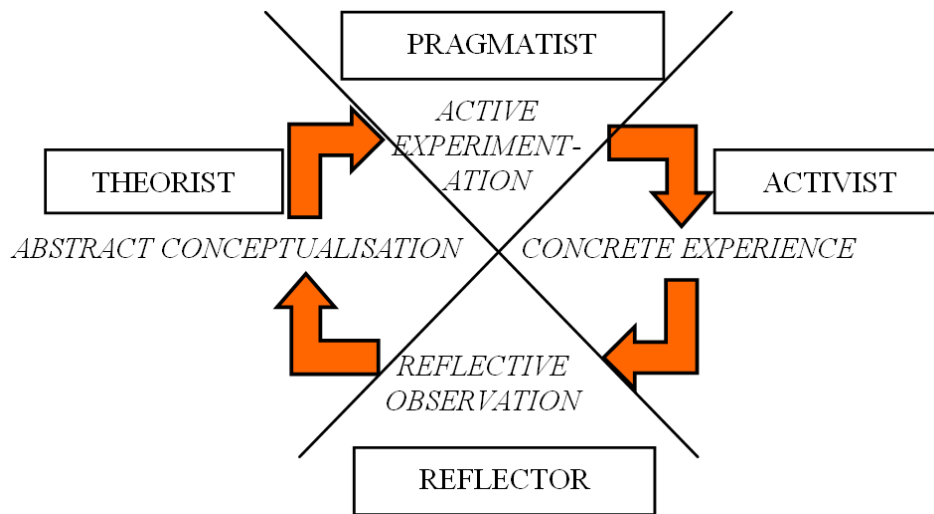 PRAGMATIST
ACTIVE
EXPERIMENT-
ATION
THEORIST
ACTIVIST
ABSTRACT CONCEPTUALISATION
CONCRETE EXPERIENCE
REFLECTIVE
OBSERVATION
REFLECTOR